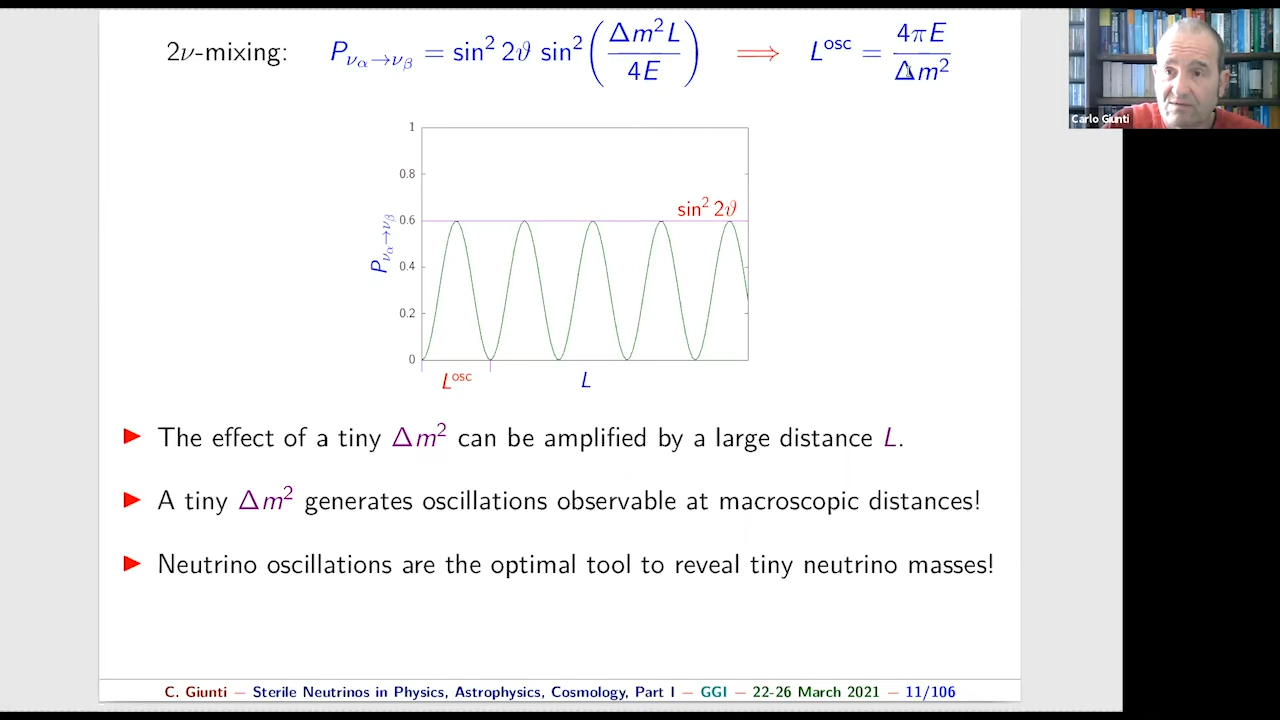 2ν-mixing: P_{ν_α→ν_β} = sin² 2ϑ sin² (Δm²L / 4E) ⟹ L^{osc} = 4πE / Δm²
Carlo Giunti
1
0.8
0.6
0.4
0.2
0
sin² 2ϑ
P_{ν_α→ν_β}
L^{osc}
L
▶ The effect of a tiny Δm² can be amplified by a large distance L.
▶ A tiny Δm² generates oscillations observable at macroscopic distances!
▶ Neutrino oscillations are the optimal tool to reveal tiny neutrino masses!
C. Giunti − Sterile Neutrinos in Physics, Astrophysics, Cosmology, Part I − GGI − 22-26 March 2021 − 11/106